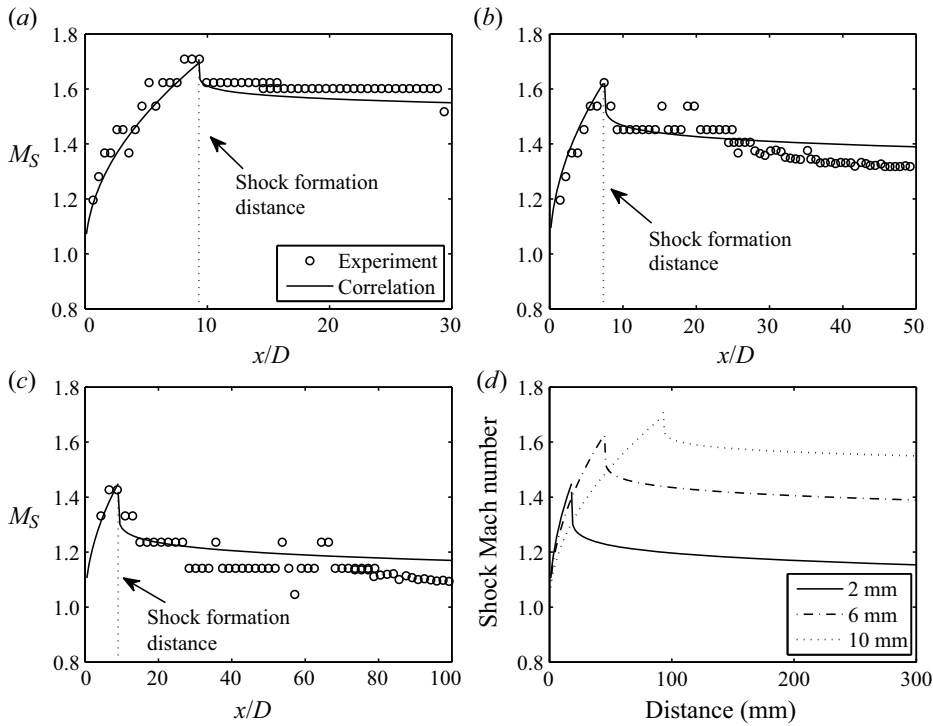 (a)
1.8
1.6
1.4
1.2
1.0
0.8
M_S
Shock formation
distance
Experiment
Correlation
0 10 20 30
x/D
(b)
1.8
1.6
1.4
1.2
1.0
0.8
Shock formation
distance
0 10 20 30 40 50
x/D
(c)
1.8
1.6
1.4
1.2
1.0
0.8
M_S
Shock formation
distance
0 20 40 60 80 100
x/D
(d)
1.8
1.6
1.4
1.2
1.0
0.8
Shock Mach number
2 mm
6 mm
10 mm
0 100 200 300
Distance (mm)